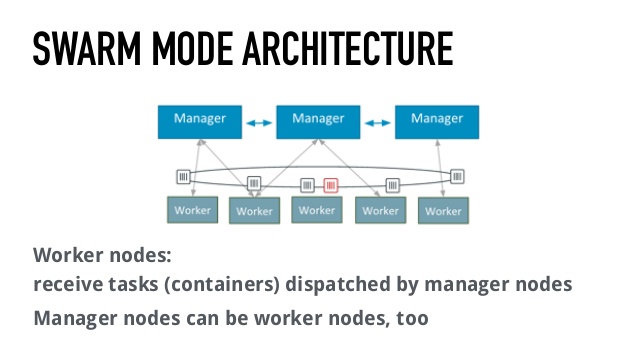 SWARM MODE ARCHITECTURE
Manager Manager Manager
Worker Worker Worker Worker Worker
Worker nodes:
receive tasks (containers) dispatched by manager nodes
Manager nodes can be worker nodes, too